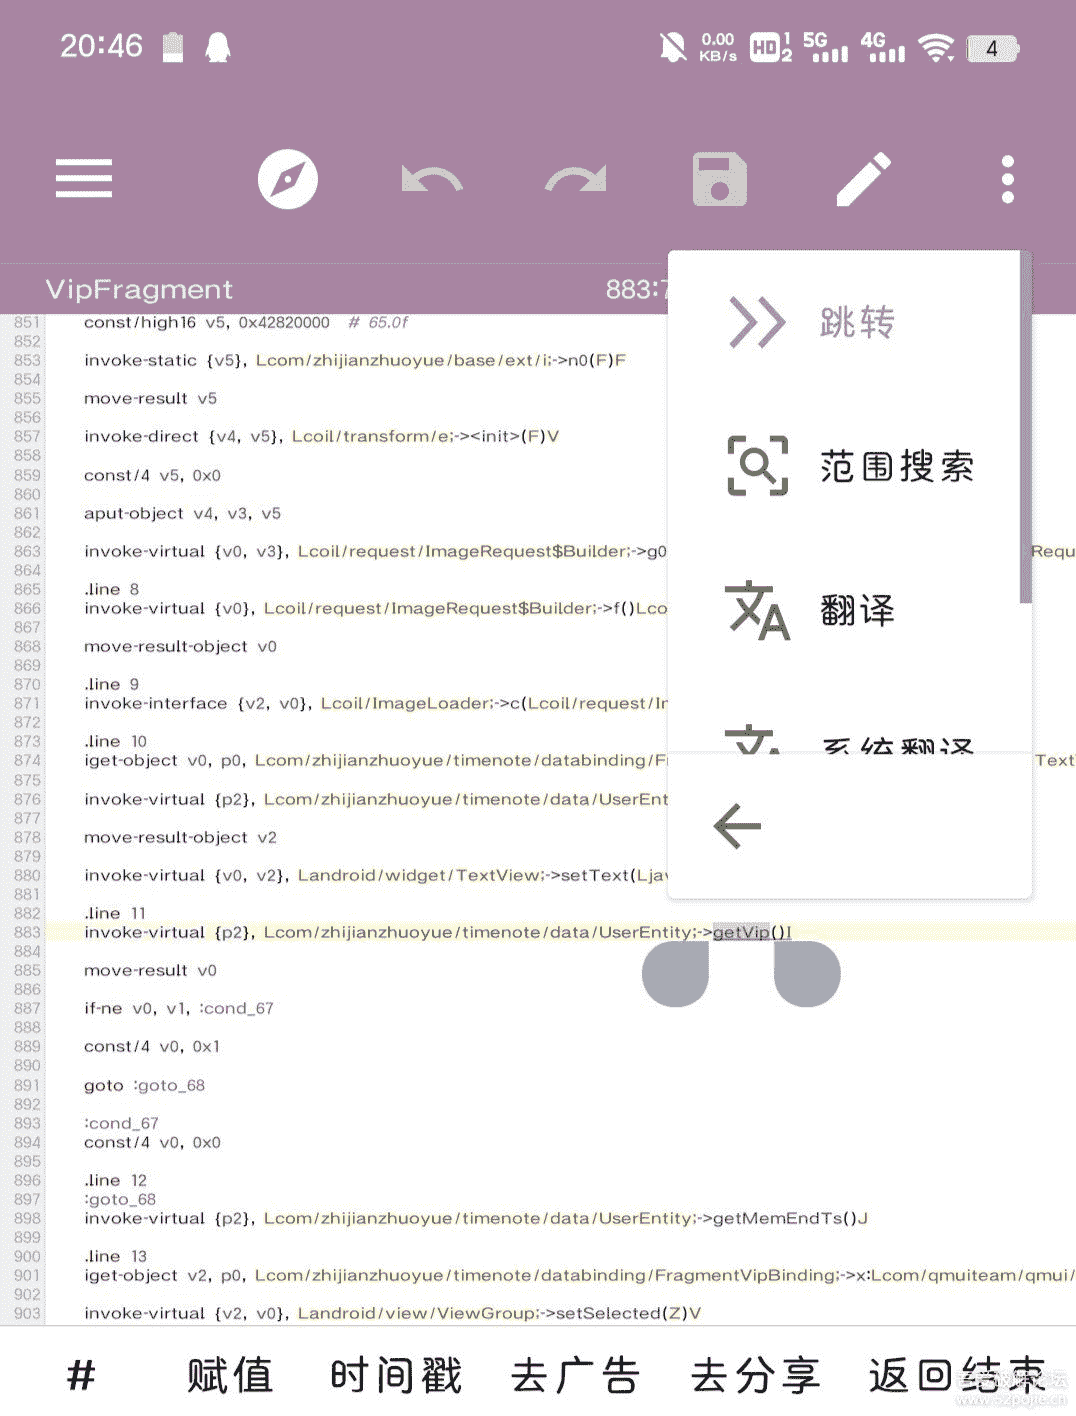 20:46
0.00 KB/s HD 1 2 5G 4G 4
VipFragment 883:7
851 const/high16 v5, 0x42820000 # 65.0f
852
853 invoke-static {v5}, Lcom/zhijianzhuoyue/base/ext/i;->n0(F)F
854
855 move-result v5
856
857 invoke-direct {v4, v5}, Lcoil/transform/e;-><init>(F)V
858
859 const/4 v5, 0x0
860
861 aput-object v4, v3, v5
862
863 invoke-virtual {v0, v3}, Lcoil/request/ImageRequest$Builder;->g0 Requ
864
865 .line 8
866 invoke-virtual {v0}, Lcoil/request/ImageRequest$Builder;->f()Lco
867
868 move-result-object v0
869
870 .line 9
871 invoke-interface {v2, v0}, Lcoil/ImageLoader;->c(Lcoil/request/Ir
872
873 .line 10
874 iget-object v0, p0, Lcom/zhijianzhuoyue/timenote/databinding/F Text
875
876 invoke-virtual {p2}, Lcom/zhijianzhuoyue/timenote/data/UserEnt
877
878 move-result-object v2
879
880 invoke-virtual {v0, v2}, Landroid/widget/TextView;->setText(Ljav
881
882 .line 11
883 invoke-virtual {p2}, Lcom/zhijianzhuoyue/timenote/data/UserEntity;->getVip()I
884
885 move-result v0
886
887 if-ne v0, v1, :cond_67
888
889 const/4 v0, 0x1
890
891 goto :goto_68
892
893 :cond_67
894 const/4 v0, 0x0
895
896 .line 12
897 :goto_68
898 invoke-virtual {p2}, Lcom/zhijianzhuoyue/timenote/data/UserEntity;->getMemEndTs()J
899
900 .line 13
901 iget-object v2, p0, Lcom/zhijianzhuoyue/timenote/databinding/FragmentVipBinding;->x:Lcom/qmuiteam/qmui/
902
903 invoke-virtual {v2, v0}, Landroid/view/ViewGroup;->setSelected(Z)V
跳转
范围搜索
翻译
系统翻译
# 赋值 时间戳 去广告 去分享 返回结束
www.52pojie.cn